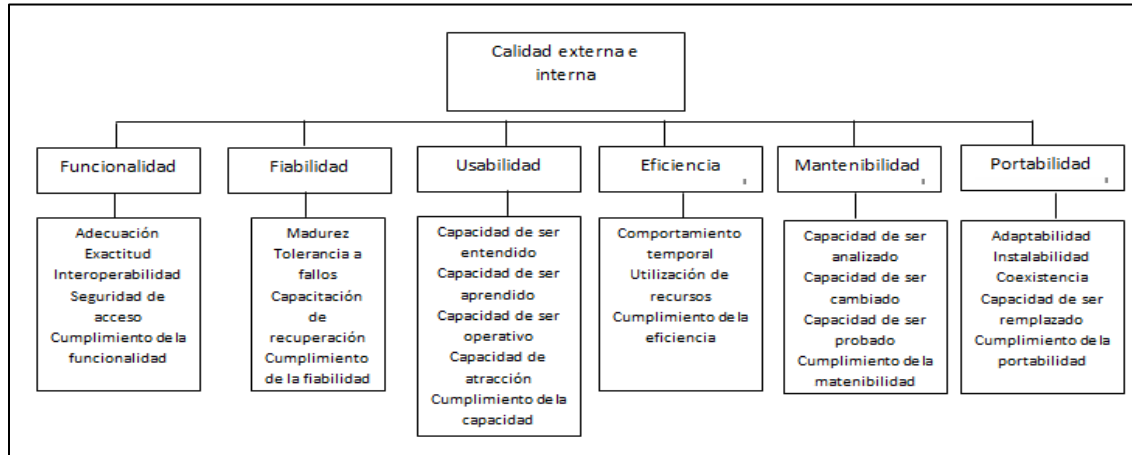 Calidad externa e
interna
Funcionalidad
Fiabilidad
Usabilidad
Eficiencia
Mantenibilidad
Portabilidad
Adecuación
Exactitud
Interoperabilidad
Seguridad de
acceso
Cumplimiento de la
funcionalidad
Madurez
Tolerancia a
fallos
Capacitación
de
recuperación
Cumplimiento
de la fiabilidad
Capacidad de ser
entendido
Capacidad de ser
aprendido
Capacidad de ser
operativo
Capacidad de
atracción
Cumplimiento de la
capacidad
Comportamiento
temporal
Utilización de
recursos
Cumplimiento de la
eficiencia
Capacidad de ser
analizado
Capacidad de ser
cambiado
Capacidad de ser
probado
Cumplimiento de la
matenibilidad
Adaptabilidad
Instalabilidad
Coexistencia
Capacidad de ser
remplazado
Cumplimiento de la
portabilidad